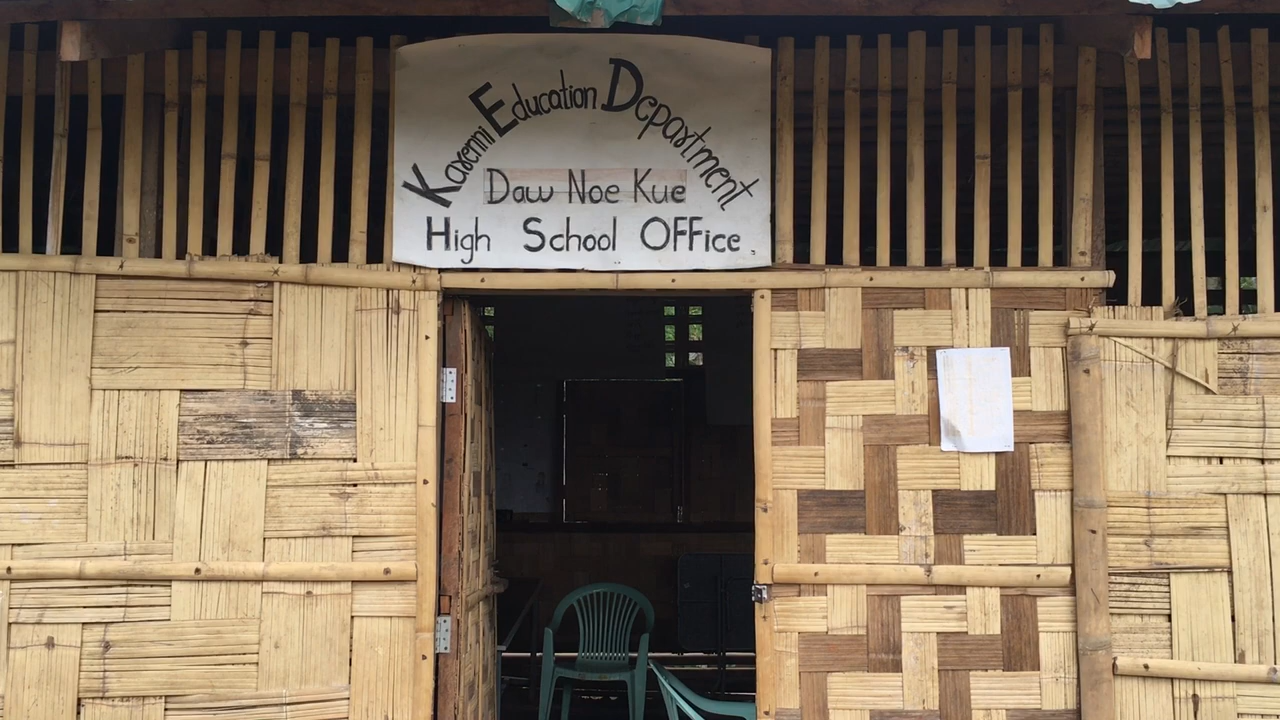 Karenni Education Department
Daw Noe Kue
High School OFFice.